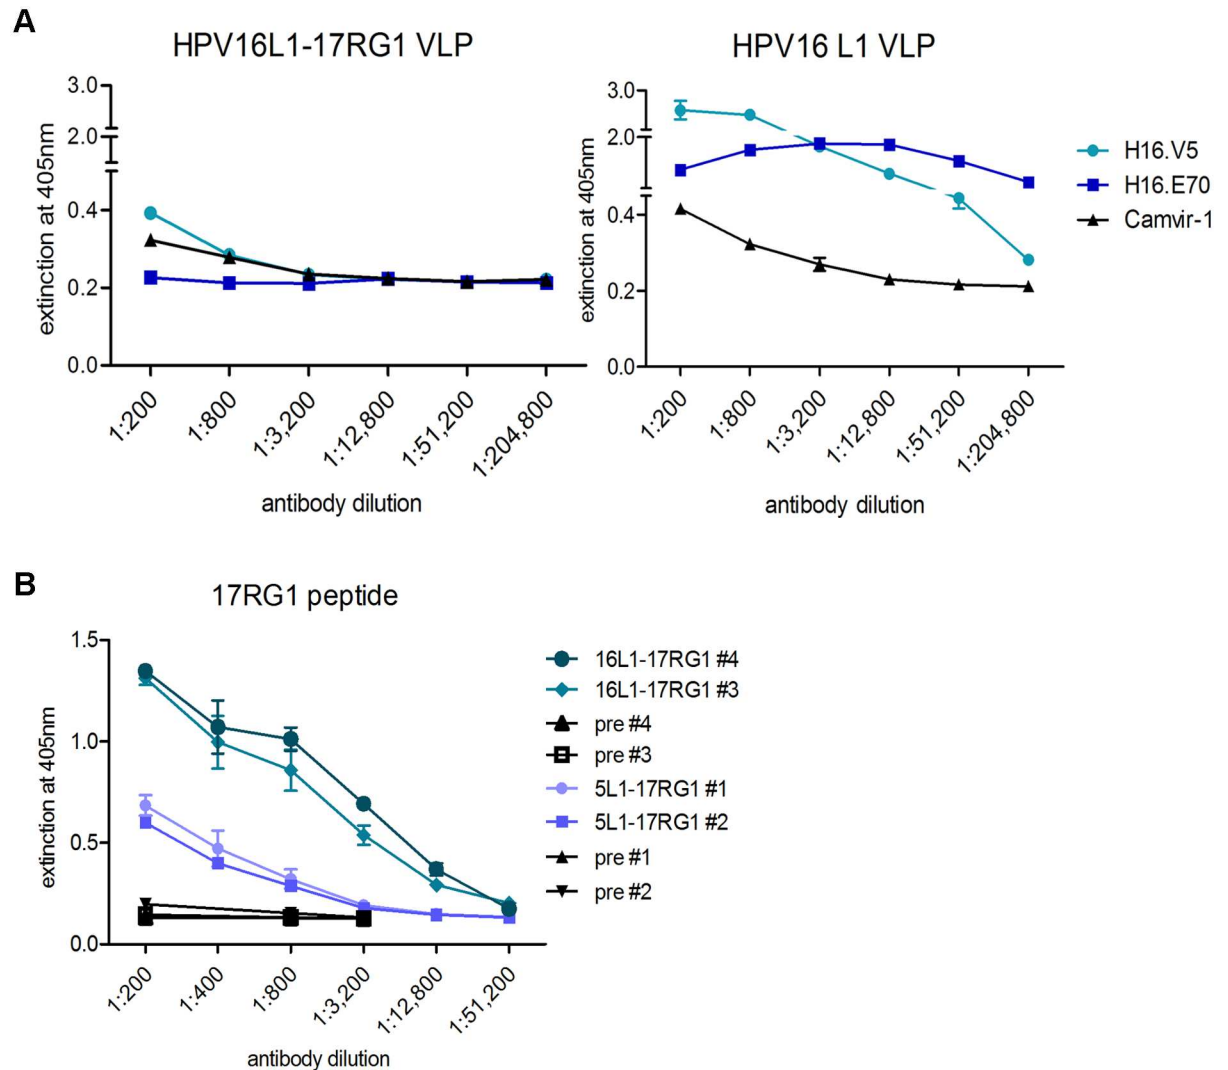 A
HPV16L1-17RG1 VLP
HPV16 L1 VLP
extinction at 405nm
3.0
2.0
0.4
0.2
0.0
1:200
1:800
1:3,200
1:12,800
1:51,200
1:204,800
antibody dilution
extinction at 405nm
3.0
2.0
0.4
0.2
0.0
1:200
1:800
1:3,200
1:12,800
1:51,200
1:204,800
antibody dilution
H16.V5
H16.E70
Camvir-1
B
17RG1 peptide
extinction at 405nm
1.5
1.0
0.5
0.0
1:200
1:400
1:800
1:3,200
1:12,800
1:51,200
antibody dilution
16L1-17RG1 #4
16L1-17RG1 #3
pre #4
pre #3
5L1-17RG1 #1
5L1-17RG1 #2
pre #1
pre #2